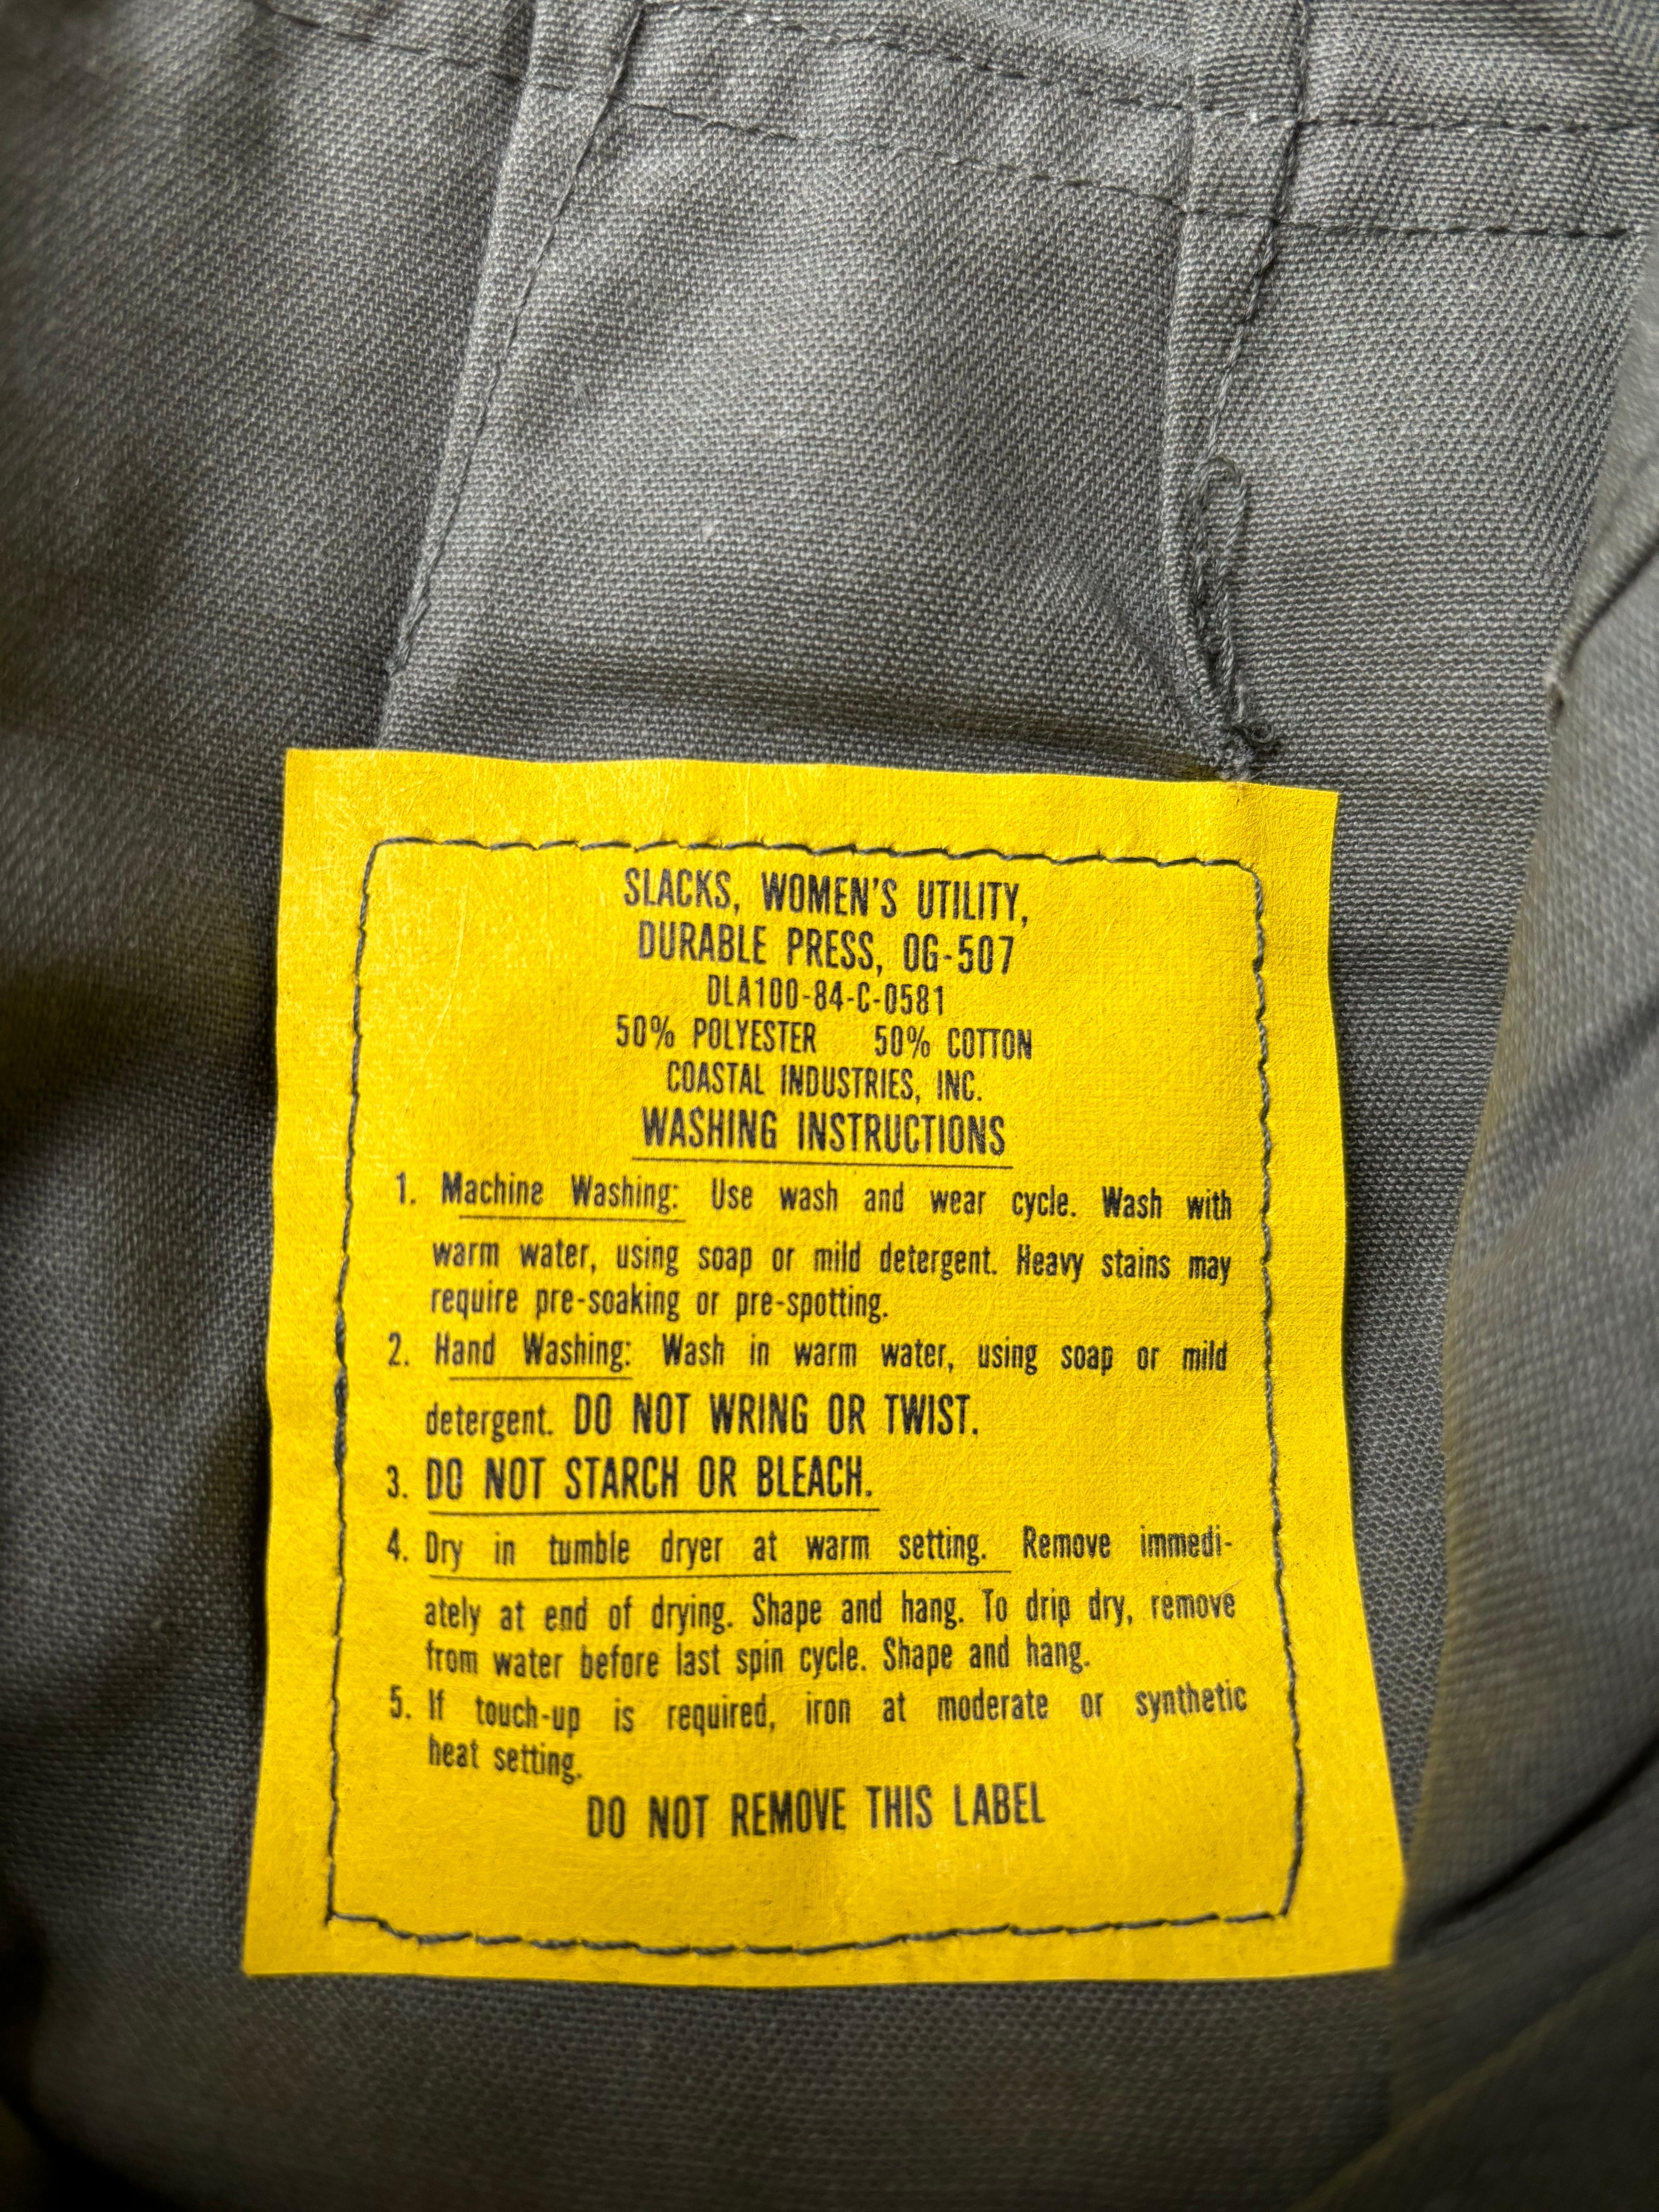 SLACKS, WOMEN'S UTILITY,
DURABLE PRESS, OG-507
DLA100-84-C-0581
50% POLYESTER 50% COTTON
COASTAL INDUSTRIES, INC.
WASHING INSTRUCTIONS
1. Machine Washing: Use wash and wear cycle. Wash with
warm water, using soap or mild detergent. Heavy stains may
require pre-soaking or pre-spotting.
2. Hand Washing: Wash in warm water, using soap or mild
detergent. DO NOT WRING OR TWIST.
3. DO NOT STARCH OR BLEACH.
4. Dry in tumble dryer at warm setting. Remove immedi-
ately at end of drying. Shape and hang. To drip dry, remove
from water before last spin cycle. Shape and hang.
5. If touch-up is required, iron at moderate or synthetic
heat setting.
DO NOT REMOVE THIS LABEL